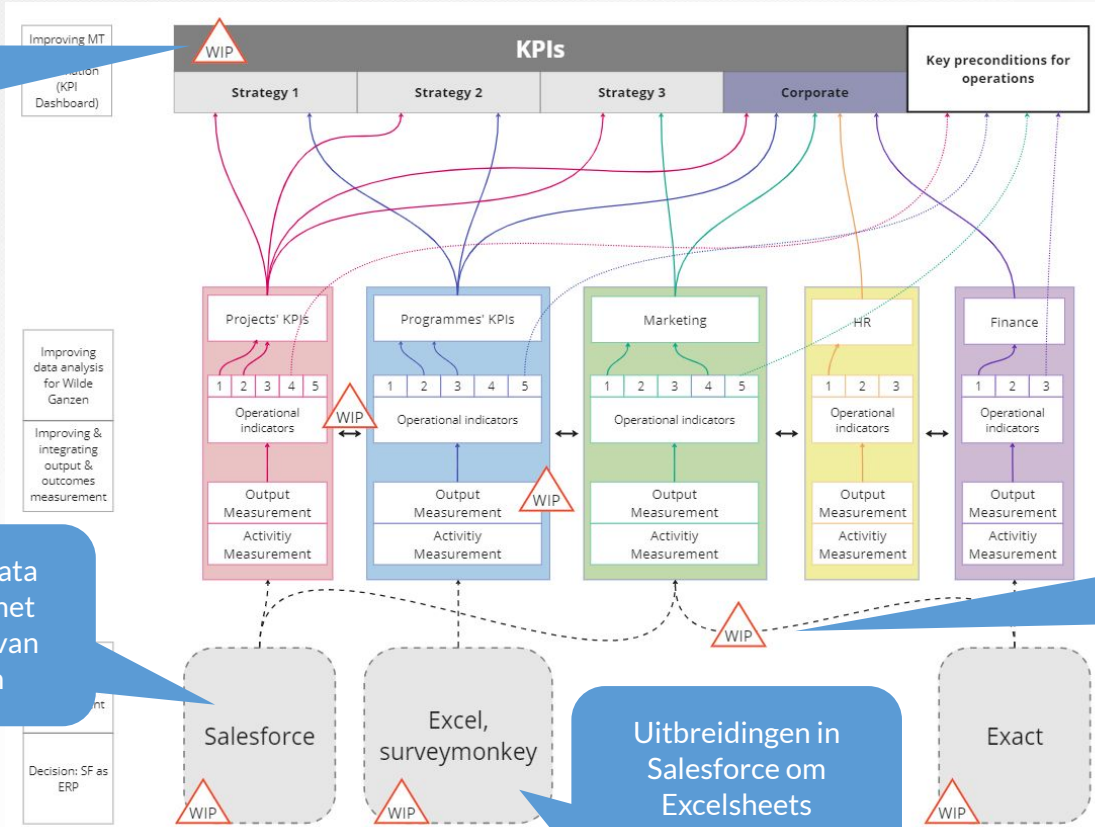 Improving MT
(KPI
Dashboard)
WIP
KPIs
Strategy 1
Strategy 2
Strategy 3
Corporate
Key preconditions for
operations
Improving
data analysis
for Wilde
Ganzen
Improving &
integrating
output &
outcomes
measurement
Projects' KPIs
1 2 3 4 5
Operational
indicators
Output
Measurement
Activitiy
Measurement
WIP
Programmes' KPIs
1 2 3 4 5
Operational indicators
Output
Measurement
Activitiy
Measurement
WIP
Marketing
1 2 3 4 5
Operational indicators
Output
Measurement
Activitiy
Measurement
HR
1 2 3
Operational
indicators
Output
Measurement
Activitiy
Measurement
Finance
1 2 3
Operational
indicators
Output
Measurement
Activitiy
Measurement
WIP
net
van
Decision: SF as
ERP
Salesforce
WIP
Excel,
surveymonkey
WIP
Uitbreidingen in
Salesforce om
Excelsheets
Exact
WIP